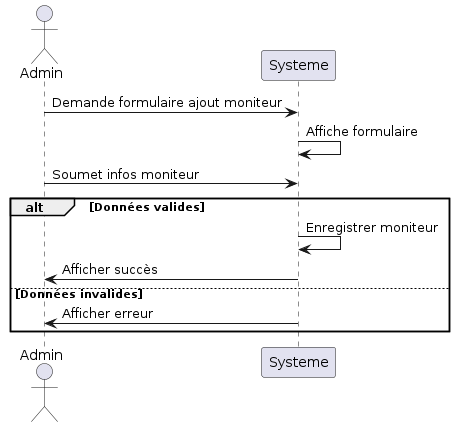 Admin
Systeme
Demande formulaire ajout moniteur
Affiche formulaire
Soumet infos moniteur
alt [Données valides]
Enregistrer moniteur
Afficher succès
[Données invalides]
Afficher erreur
Admin
Systeme